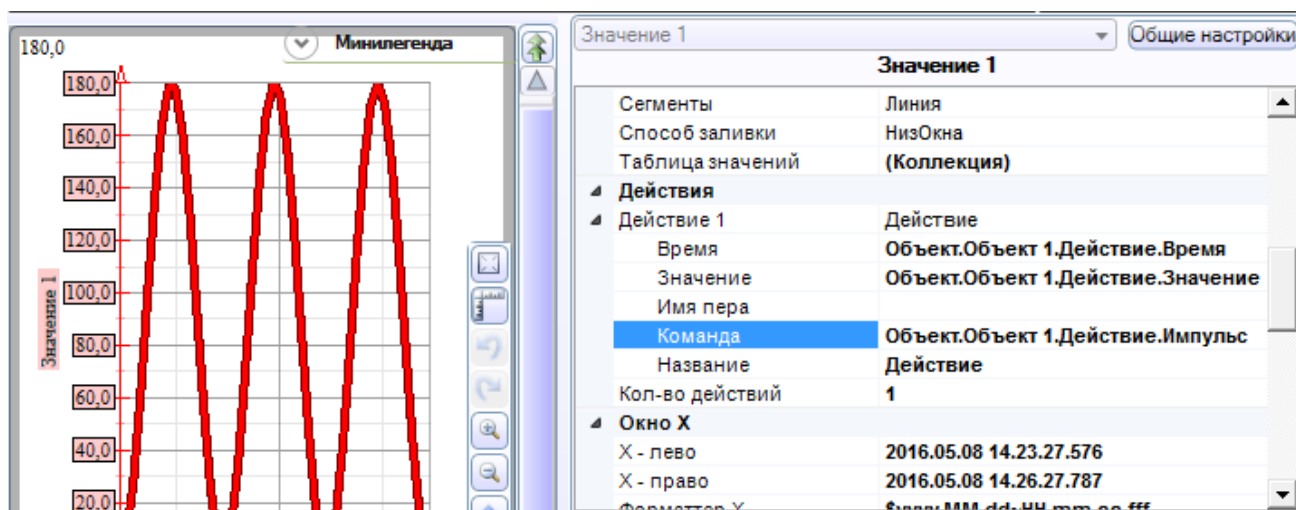 180,0
Минилегенда
180,0
160,0
140,0
120,0
100,0
80,0
60,0
40,0
20,0
Значение 1
Значение 1
Общие настройки
Значение 1
Сегменты Линия
Способ заливки НизОкна
Таблица значений (Коллекция)
Действия
Действие 1 Действие
Время Объект.Объект 1.Действие.Время
Значение Объект.Объект 1.Действие.Значение
Имя пера
Команда Объект.Объект 1.Действие.Импульс
Название Действие
Кол-во действий 1
Окно X
X - лево 2016.05.08 14.23.27.576
X - право 2016.05.08 14.26.27.787
Форматтер X